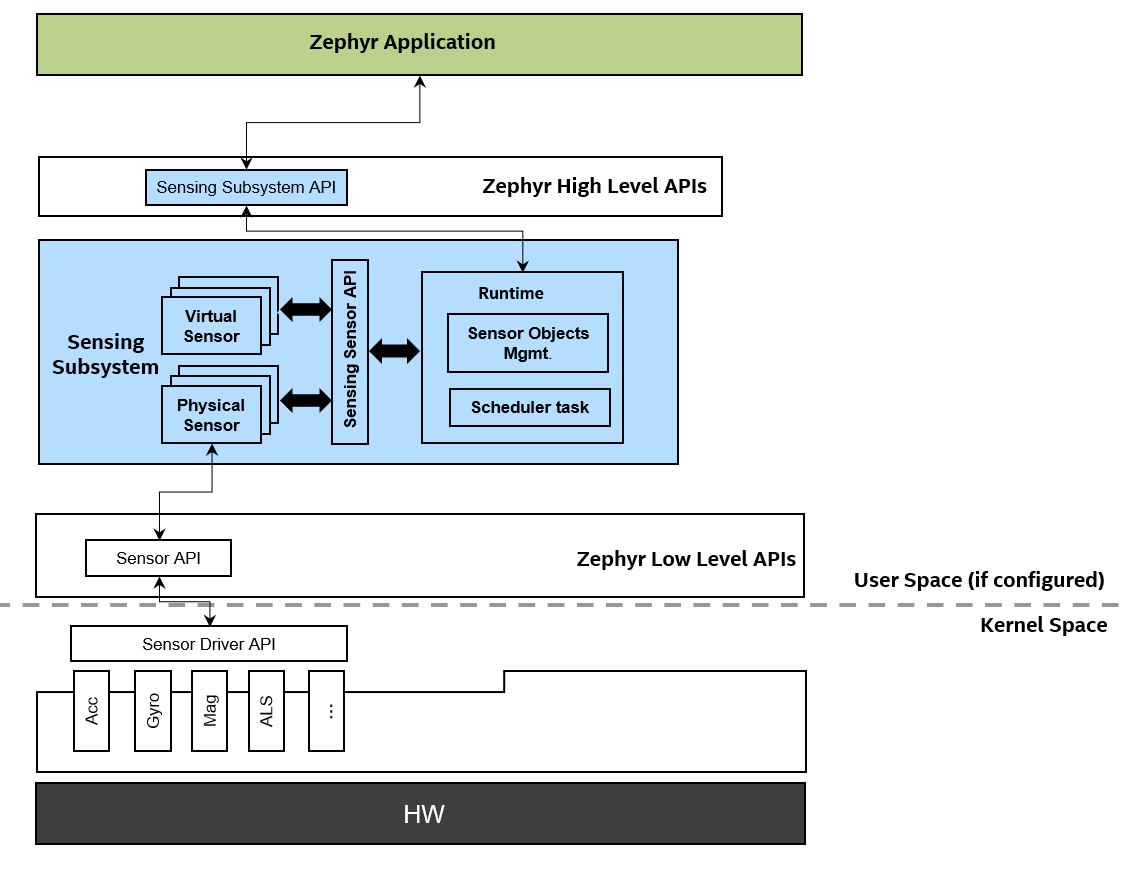 Zephyr Application
Sensing Subsystem API
Zephyr High Level APIs
Sensing
Subsystem
Virtual
Sensor
Physical
Sensor
Sensing Sensor API
Runtime
Sensor Objects
Mgmt.
Scheduler task
Sensor API
Zephyr Low Level APIs
User Space (if configured)
Kernel Space
Sensor Driver API
Acc
Gyro
Mag
ALS
...
HW